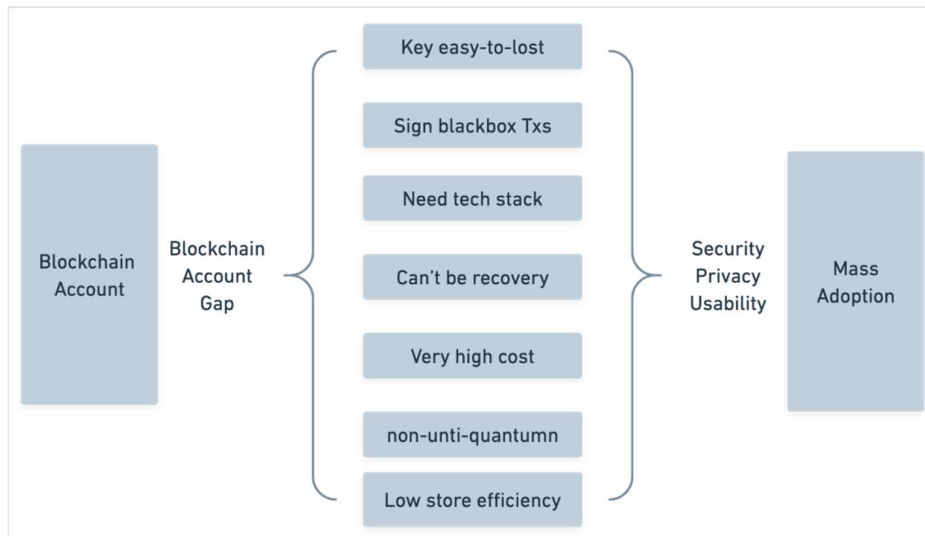 Blockchain
Account
Blockchain
Account
Gap
Key easy-to-lost
Sign blackbox Txs
Need tech stack
Can't be recovery
Very high cost
non-unti-quantumn
Low store efficiency
Security
Privacy
Usability
Mass
Adoption